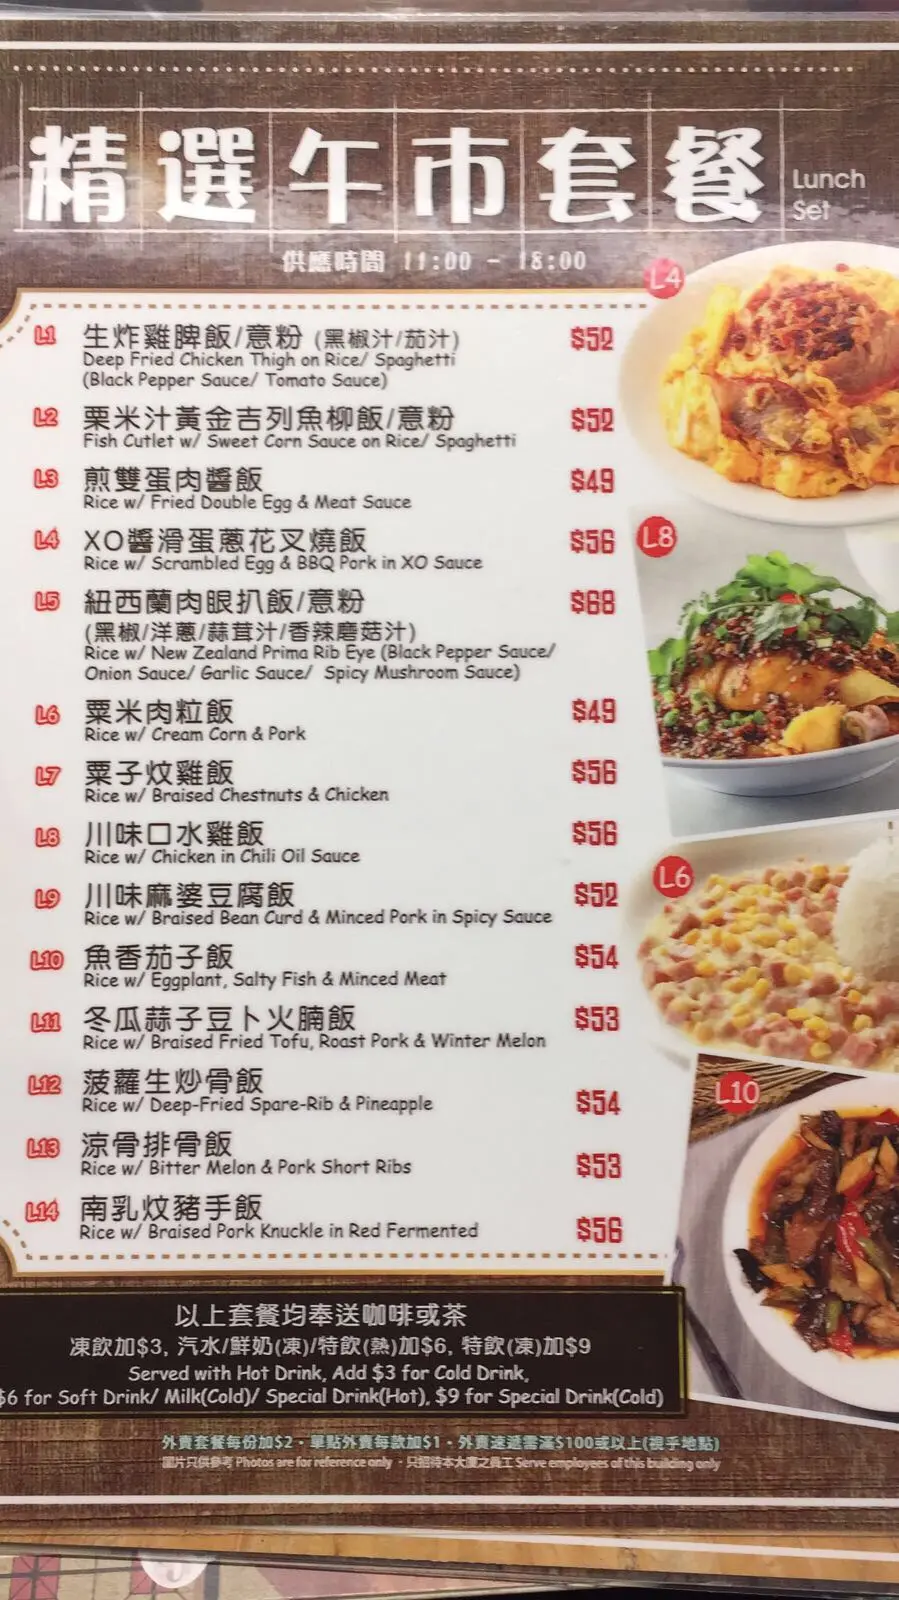 精選午市套餐
Lunch
Set
供應時間 11:00 - 18:00
L1 生炸雞脾飯/意粉 (黑椒汁/茄汁) $52
Deep Fried Chicken Thigh on Rice/ Spaghetti
(Black Pepper Sauce/ Tomato Sauce)
L2 粟米汁黃金吉列魚柳飯/意粉 $52
Fish Cutlet w/ Sweet Corn Sauce on Rice/ Spaghetti
L3 煎雙蛋肉醬飯 $49
Rice w/ Fried Double Egg & Meat Sauce
L4 XO醬滑蛋蔥花叉燒飯 $56
Rice w/ Scrambled Egg & BBQ Pork in XO Sauce
L5 紐西蘭肉眼扒飯/意粉 $68
(黑椒/洋蔥/蒜茸汁/香辣磨菇汁)
Rice w/ New Zealand Prima Rib Eye (Black Pepper Sauce/
Onion Sauce/ Garlic Sauce/ Spicy Mushroom Sauce)
L6 粟米肉粒飯 $49
Rice w/ Cream Corn & Pork
L7 栗子炆雞飯 $56
Rice w/ Braised Chestnuts & Chicken
L8 川味口水雞飯 $56
Rice w/ Chicken in Chili Oil Sauce
L9 川味麻婆豆腐飯 $52
Rice w/ Braised Bean Curd & Minced Pork in Spicy Sauce
L10 魚香茄子飯 $54
Rice w/ Eggplant, Salty Fish & Minced Meat
L11 冬瓜蒜子豆卜火腩飯 $53
Rice w/ Braised Fried Tofu, Roast Pork & Winter Melon
L12 菠蘿生炒骨飯 $54
Rice w/ Deep-Fried Spare-Rib & Pineapple
L13 涼骨排骨飯 $53
Rice w/ Bitter Melon & Pork Short Ribs
L14 南乳炆豬手飯 $56
Rice w/ Braised Pork Knuckle in Red Fermented
L4
L8
L6
L10
以上套餐均奉送咖啡或茶
凍飲加$3, 汽水/鮮奶(凍)/特飲(熱)加$6, 特飲(凍)加$9
Served with Hot Drink, Add $3 for Cold Drink,
$6 for Soft Drink/ Milk(Cold)/ Special Drink(Hot), $9 for Special Drink(Cold)
外賣套餐每份加$2・單點外賣每款加$1・外賣速遞需滿$100或以上(視乎地點)
圖片只供參考 Photos are for reference only ・只招待本大廈之員工 Serve employees of this building only